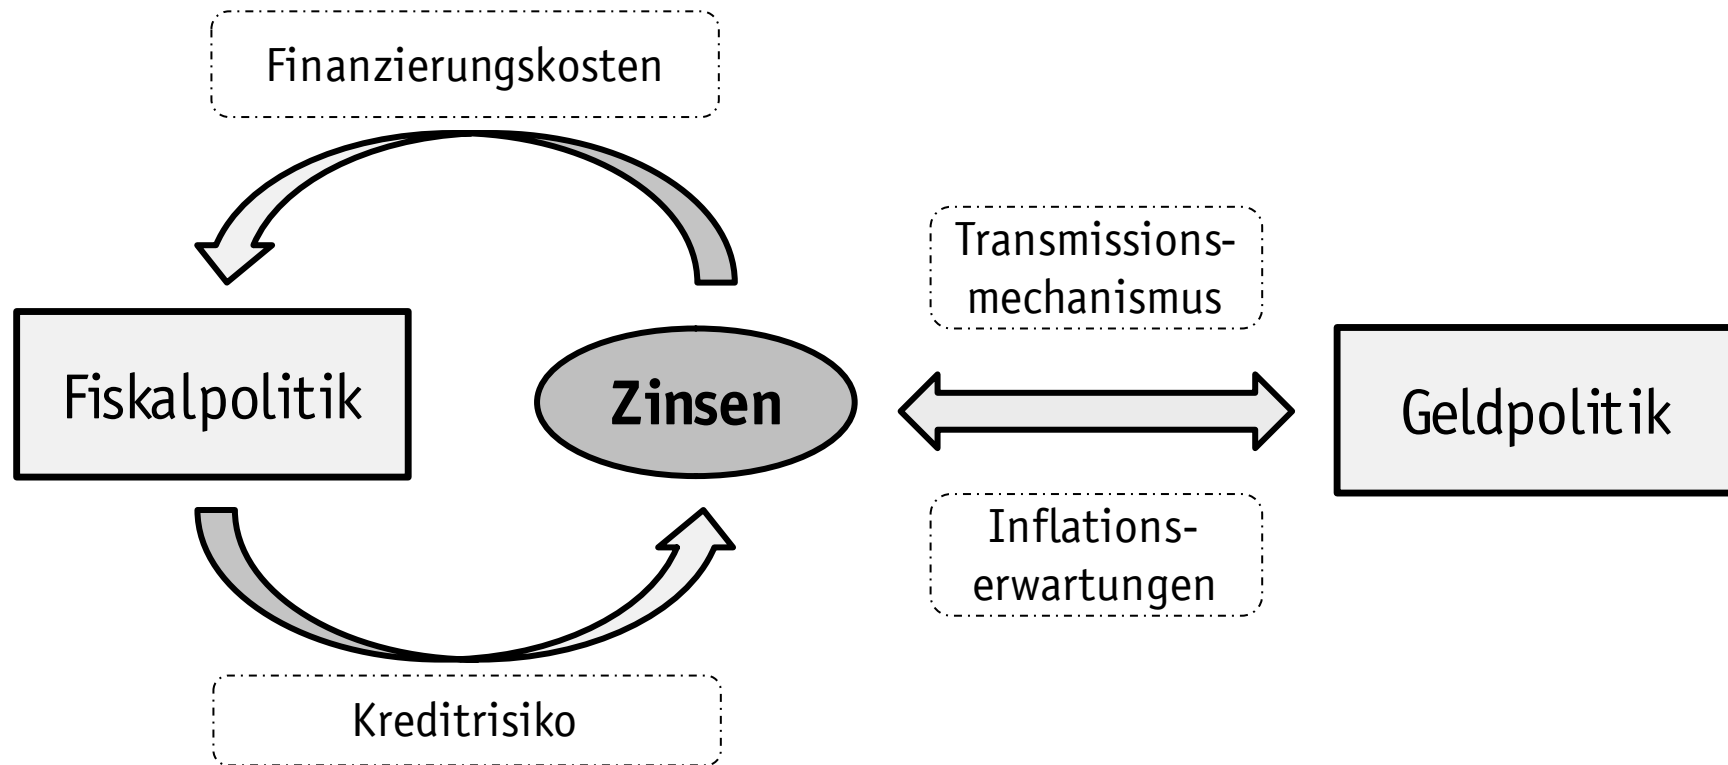 Finanzierungskosten
Transmissions-
mechanismus
Fiskalpolitik
Zinsen
Geldpolitik
Inflations-
erwartungen
Kreditrisiko